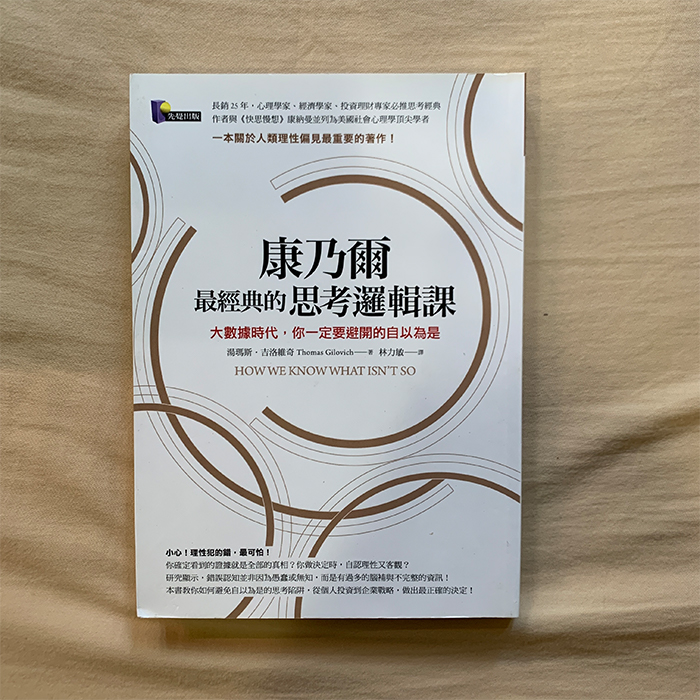 先覺出版
長銷25年，心理學家、經濟學家、投資理財專家必推思考經典
作者與《快思慢想》康納曼並列為美國社會心理學頂尖學者
一本關於人類理性偏見最重要的著作！
康乃爾
最經典的思考邏輯課
大數據時代，你一定要避開的自以為是
湯瑪斯・吉洛維奇 Thomas Gilovich──著 林力敏──譯
HOW WE KNOW WHAT ISN'T SO
小心！理性犯的錯，最可怕！
你確定看到的證據就是全部的真相？你做決定時，自認理性又客觀？
研究顯示，錯誤認知並非因為愚蠢或無知，而是有過多的腦補與不完整的資訊！
本書教你如何避免自以為是的思考陷阱，從個人投資到企業戰略，做出最正確的決定！